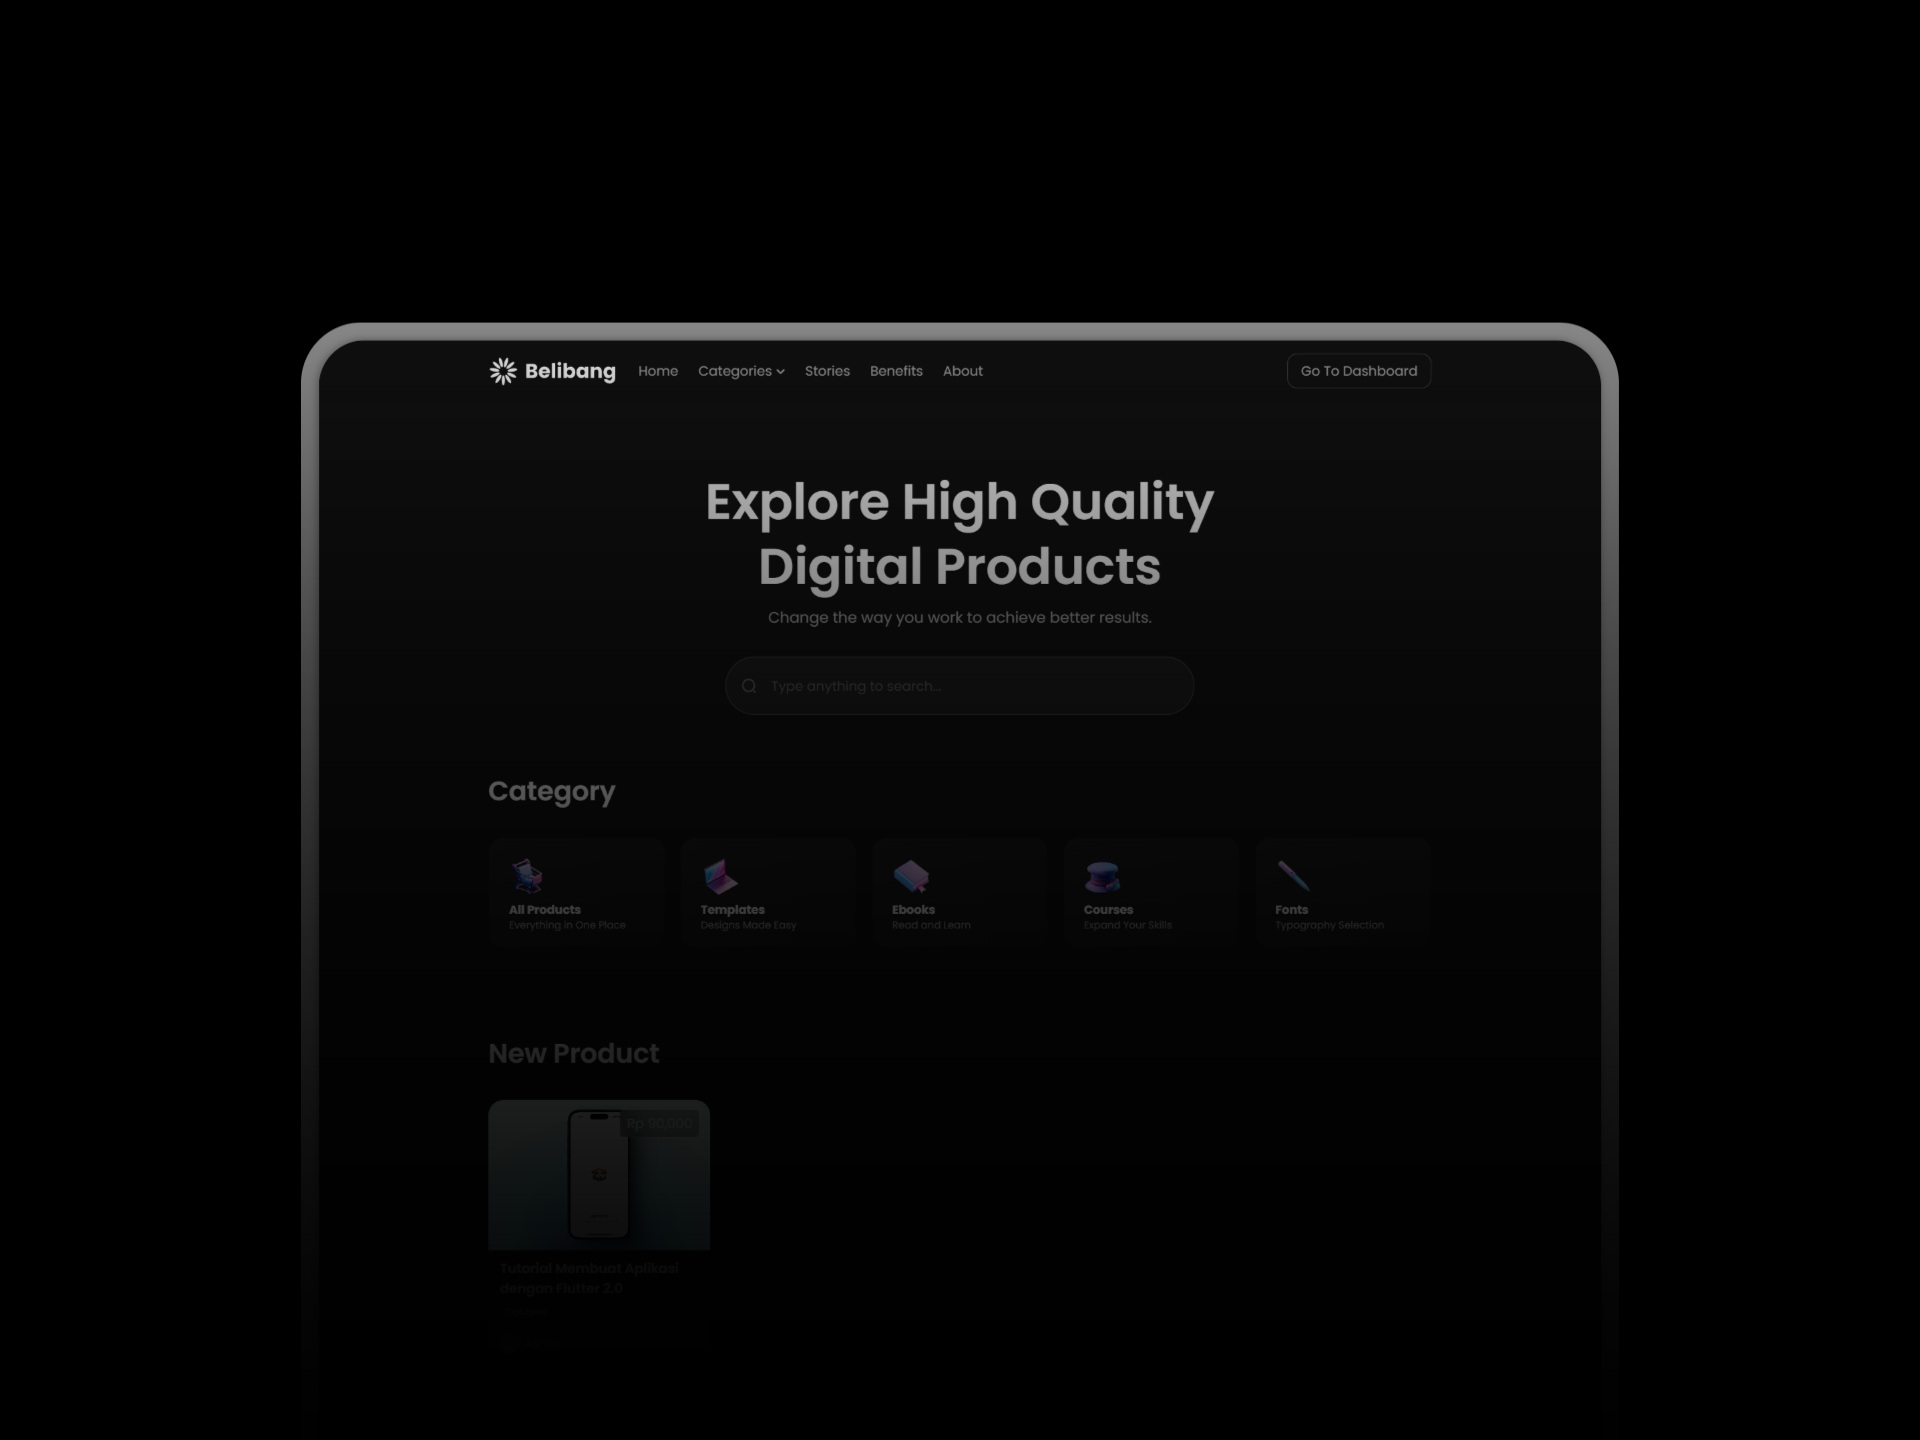 Belibang
Home
Categories
Stories
Benefits
About
Go To Dashboard
Explore High Quality
Digital Products
Change the way you work to achieve better results.
Type anything to search...
Category
All Products
Everything in One Place
Templates
Designs Made Easy
Ebooks
Read and Learn
Courses
Expand Your Skills
Fonts
Typography Selection
New Product
Rp 90,000
Tutorial Membuat Aplikasi
dengan Flutter 2.0